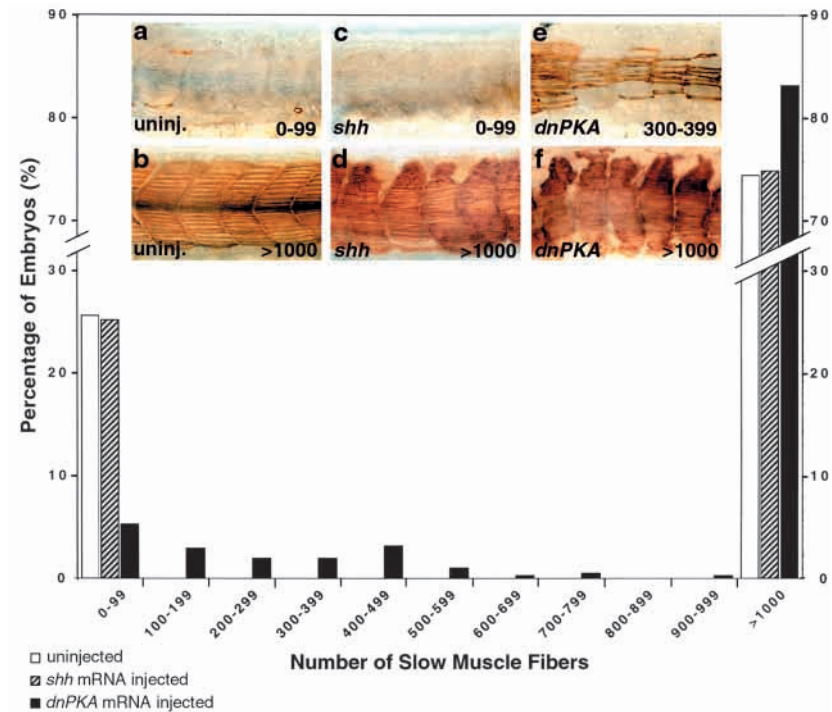 90
80
70
30
20
10
0
Percentage of Embryos (%)
a
uninj.
0-99
b
uninj.
>1000
c
shh
0-99
d
shh
>1000
e
dnPKA
300-399
f
dnPKA
>1000
90
80
70
30
20
10
0
0-99
100-199
200-299
300-399
400-499
500-599
600-699
700-799
800-899
900-999
>1000
Number of Slow Muscle Fibers
uninjected
shh mRNA injected
dnPKA mRNA injected